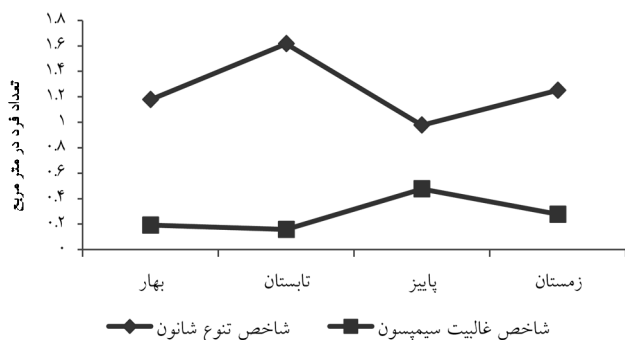 تعداد فرد در متر مربع
۱.۸
۱.۶
۱.۴
۱.۲
۱
۰.۸
۰.۶
۰.۴
۰.۲
۰
بهار
تابستان
پاییز
زمستان
شاخص تنوع شانون
شاخص غالبیت سیمپسون